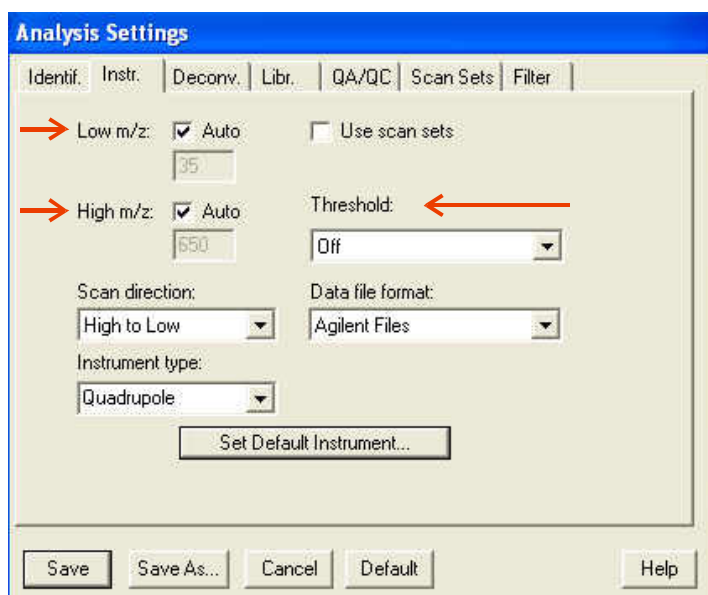 Analysis Settings
Identif. Instr. Deconv. Libr. QA/QC Scan Sets Filter
Low m/z: Auto Use scan sets
35
High m/z: Auto Threshold:
650 Off
Scan direction: Data file format:
High to Low Agilent Files
Instrument type:
Quadrupole
Set Default Instrument...
Save Save As... Cancel Default Help